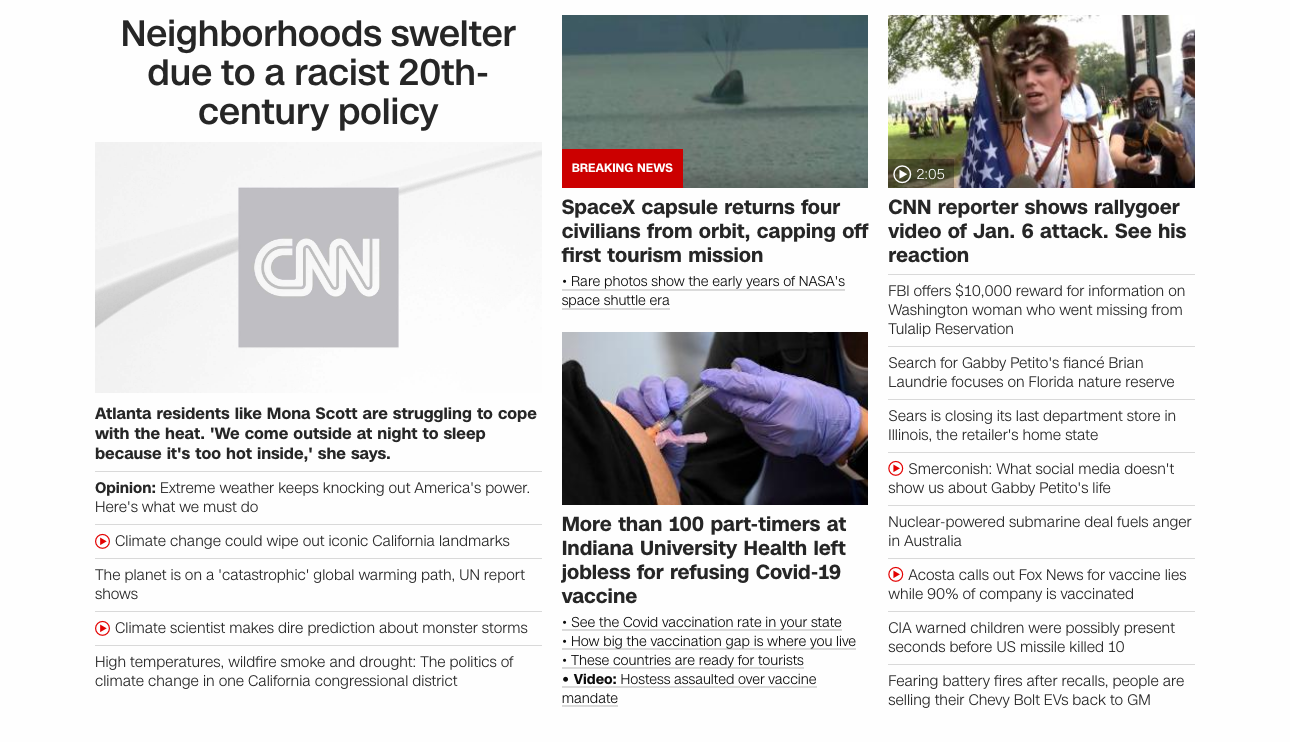 Neighborhoods swelter
due to a racist 20th-
century policy
CNN
Atlanta residents like Mona Scott are struggling to cope
with the heat. 'We come outside at night to sleep
because it's too hot inside,' she says.
Opinion: Extreme weather keeps knocking out America's power.
Here's what we must do
Climate change could wipe out iconic California landmarks
The planet is on a 'catastrophic' global warming path, UN report
shows
Climate scientist makes dire prediction about monster storms
High temperatures, wildfire smoke and drought: The politics of
climate change in one California congressional district
BREAKING NEWS
SpaceX capsule returns four
civilians from orbit, capping off
first tourism mission
• Rare photos show the early years of NASA's
space shuttle era
More than 100 part-timers at
Indiana University Health left
jobless for refusing Covid-19
vaccine
• See the Covid vaccination rate in your state
• How big the vaccination gap is where you live
• These countries are ready for tourists
• Video: Hostess assaulted over vaccine
mandate
2:05
CNN reporter shows rallygoer
video of Jan. 6 attack. See his
reaction
FBI offers $10,000 reward for information on
Washington woman who went missing from
Tulalip Reservation
Search for Gabby Petito's fiancé Brian
Laundrie focuses on Florida nature reserve
Sears is closing its last department store in
Illinois, the retailer's home state
Smerconish: What social media doesn't
show us about Gabby Petito's life
Nuclear-powered submarine deal fuels anger
in Australia
Acosta calls out Fox News for vaccine lies
while 90% of company is vaccinated
CIA warned children were possibly present
seconds before US missile killed 10
Fearing battery fires after recalls, people are
selling their Chevy Bolt EVs back to GM